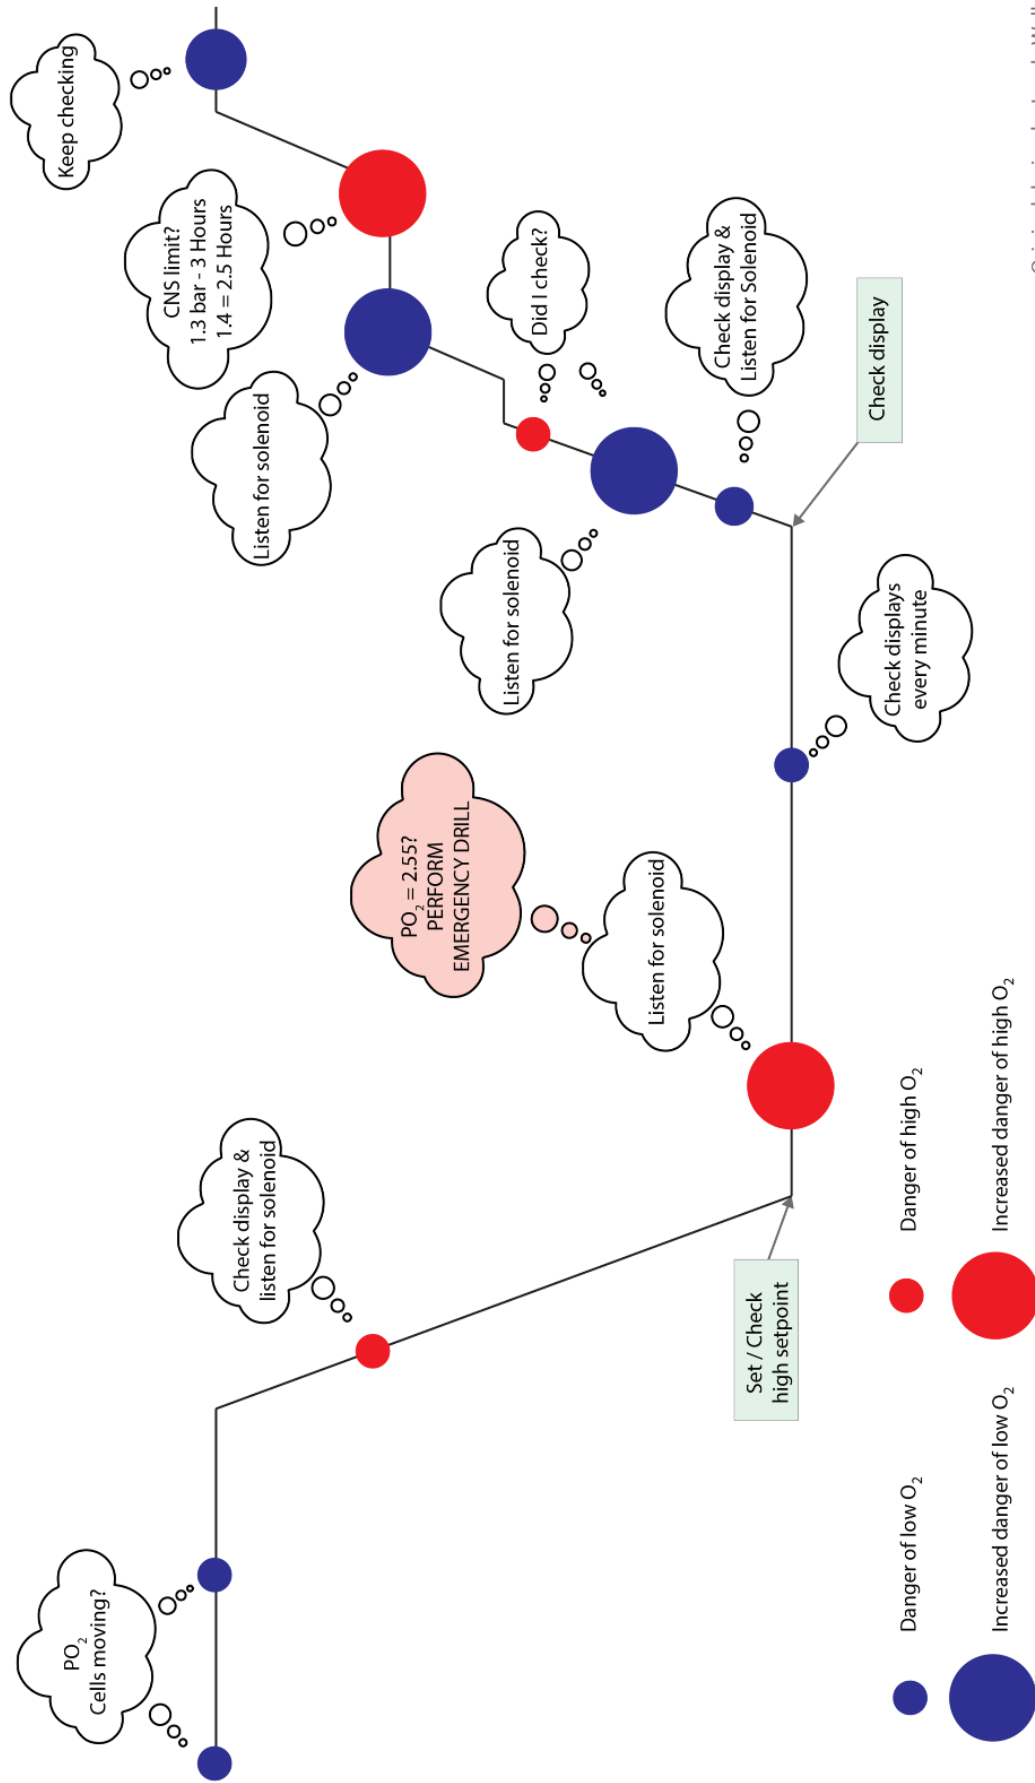 PO₂
Cells moving?
Check display &
listen for solenoid
Set / Check
high setpoint
PO₂ = 2.55?
PERFORM
EMERGENCY DRILL
Listen for solenoid
Check displays
every minute
Check display
Check display &
Listen for Solenoid
Listen for solenoid
Did I check?
Listen for solenoid
CNS limit?
1.3 bar - 3 Hours
1.4 = 2.5 Hours
Keep checking
Danger of low O₂
Danger of high O₂
Increased danger of low O₂
Increased danger of high O₂